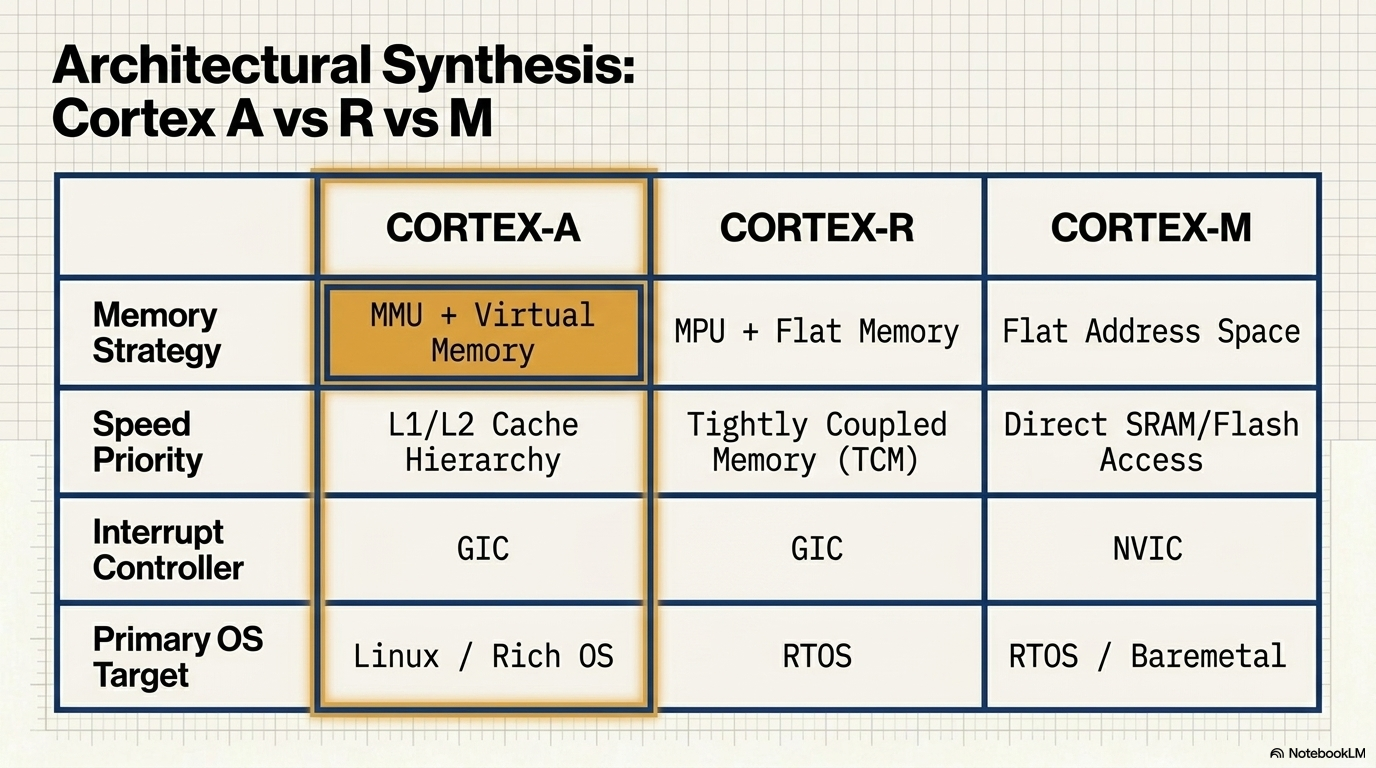 Architectural Synthesis:
Cortex A vs R vs M
CORTEX-A
CORTEX-R
CORTEX-M
Memory
Strategy
MMU + Virtual
Memory
MPU + Flat Memory
Flat Address Space
Speed
Priority
L1/L2 Cache
Hierarchy
Tightly Coupled
Memory (TCM)
Direct SRAM/Flash
Access
Interrupt
Controller
GIC
GIC
NVIC
Primary OS
Target
Linux / Rich OS
RTOS
RTOS / Baremetal
NotebookLM